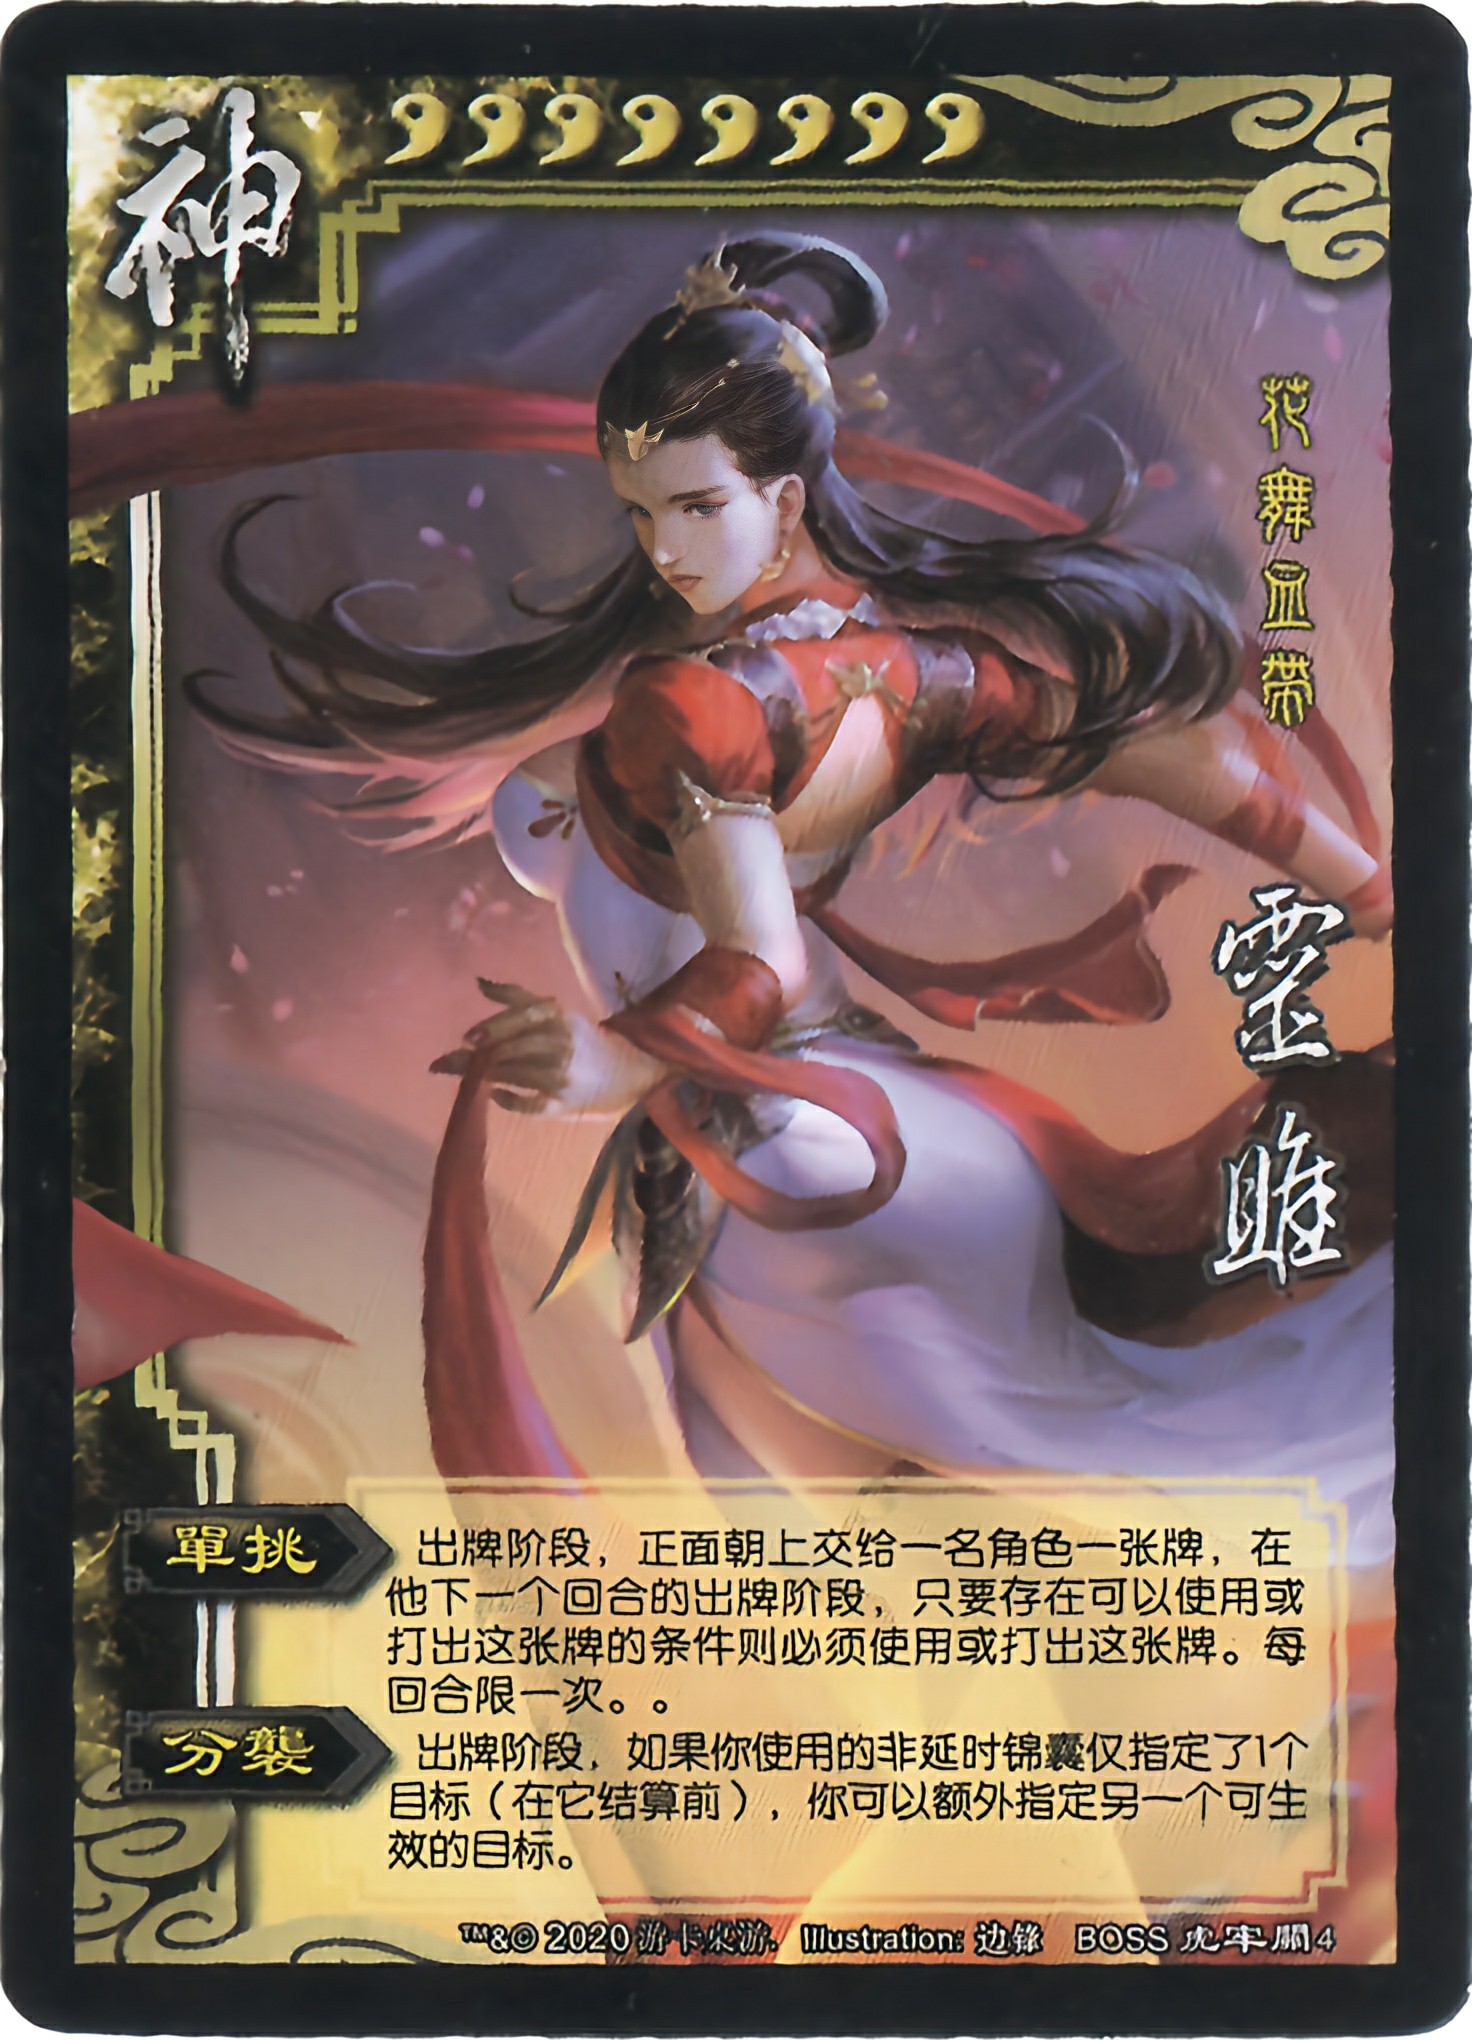 神
花舞皿帶
靈雎
單挑
出牌阶段，正面朝上交给一名角色一张牌，在
他下一个回合的出牌阶段，只要存在可以使用或
打出这张牌的条件则必须使用或打出这张牌。每
回合限一次。。
分襲
出牌阶段，如果你使用的非延时锦囊仅指定了1个
目标（在它结算前），你可以额外指定另一个可生
效的目标。
™&© 2020 游卡桌游. Illustration: 边锋 BOSS 虎牢關4